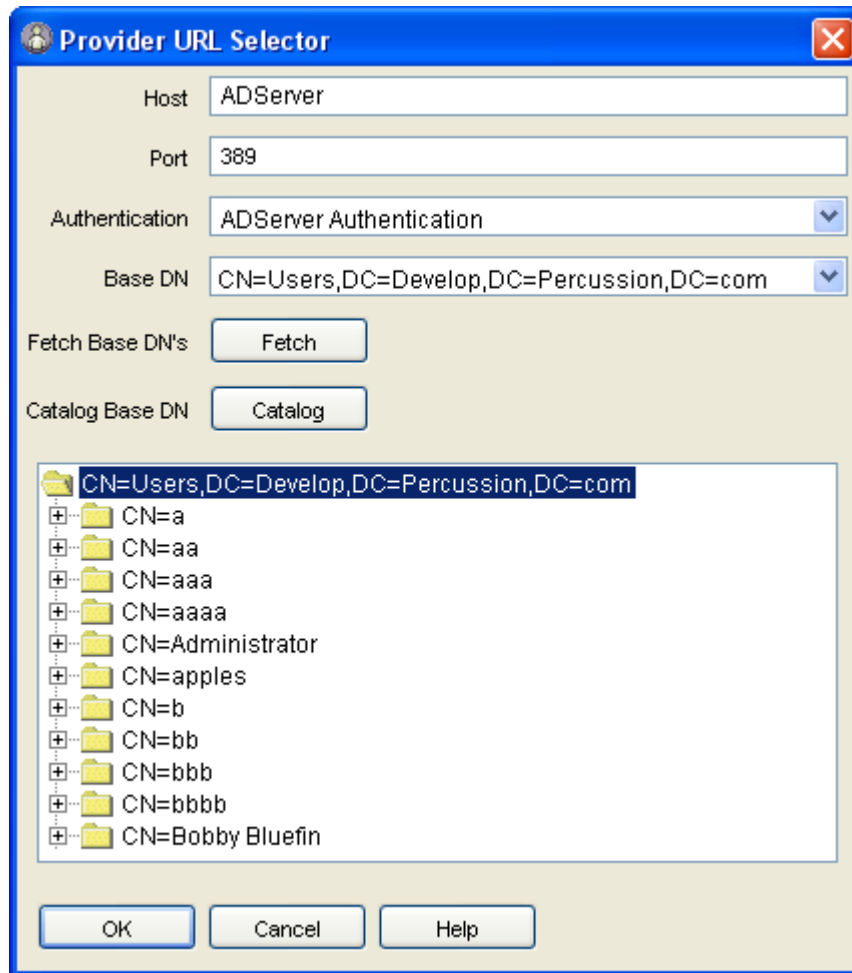 Provider URL Selector
Host ADServer
Port 389
Authentication ADServer Authentication
Base DN CN=Users,DC=Develop,DC=Percussion,DC=com
Fetch Base DN's Fetch
Catalog Base DN Catalog
CN=Users,DC=Develop,DC=Percussion,DC=com
CN=a
CN=aa
CN=aaa
CN=aaaa
CN=Administrator
CN=apples
CN=b
CN=bb
CN=bbb
CN=bbbb
CN=Bobby Bluefin
OK Cancel Help